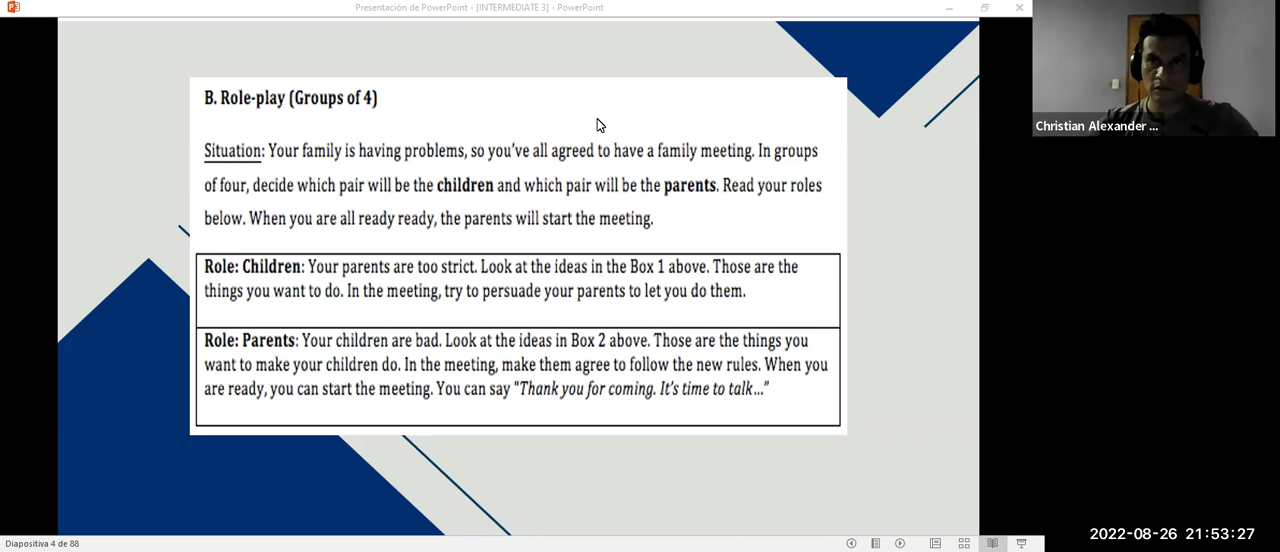 Presentación de PowerPoint - [INTERMEDIATE 3] - PowerPoint
B. Role-play (Groups of 4)
Situation: Your family is having problems, so you've all agreed to have a family meeting. In groups
of four, decide which pair will be the children and which pair will be the parents. Read your roles
below. When you are all ready ready, the parents will start the meeting.
Role: Children: Your parents are too strict. Look at the ideas in the Box 1 above. Those are the
things you want to do. In the meeting, try to persuade your parents to let you do them.
Role: Parents: Your children are bad. Look at the ideas in Box 2 above. Those are the things you
want to make your children do. In the meeting, make them agree to follow the new rules. When you
are ready, you can start the meeting. You can say "Thank you for coming. It's time to talk..."
Christian Alexander ...
Diapositiva 4 de 88
2022-08-26 21:53:27